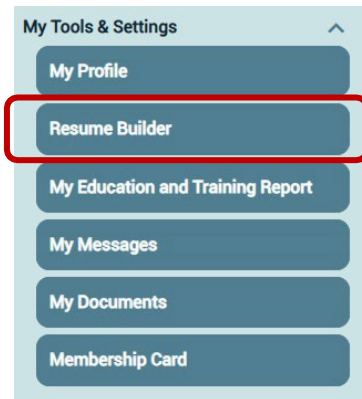 My Tools & Settings
My Profile
Resume Builder
My Education and Training Report
My Messages
My Documents
Membership Card